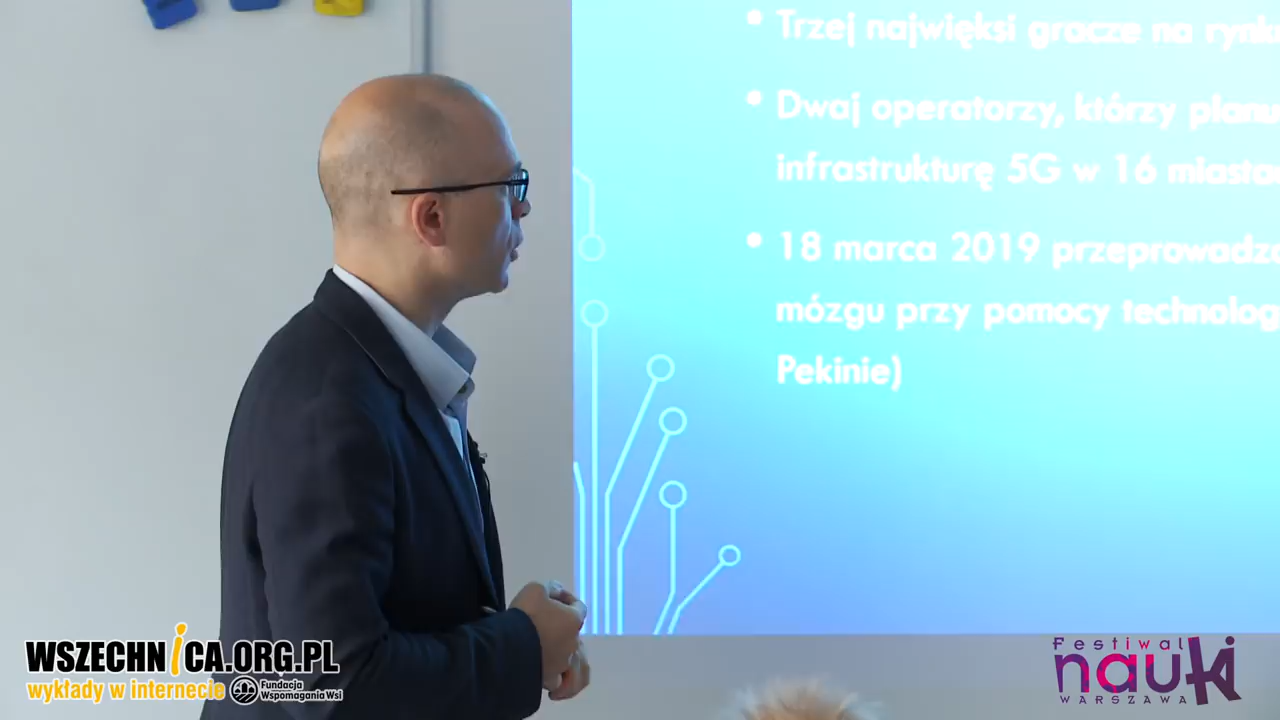 Trzej najwięksi gracze na rynk
Dwaj operatorzy, którzy planu
infrastrukturę 5G w 16 miasta
18 marca 2019 przeprowadzo
mózgu przy pomocy technolog
Pekinie)
WSZECHNICA.ORG.PL
wykłady w internecie
Fundacja
Wspomagania Wsi
Festiwal
nauki
WARSZAWA